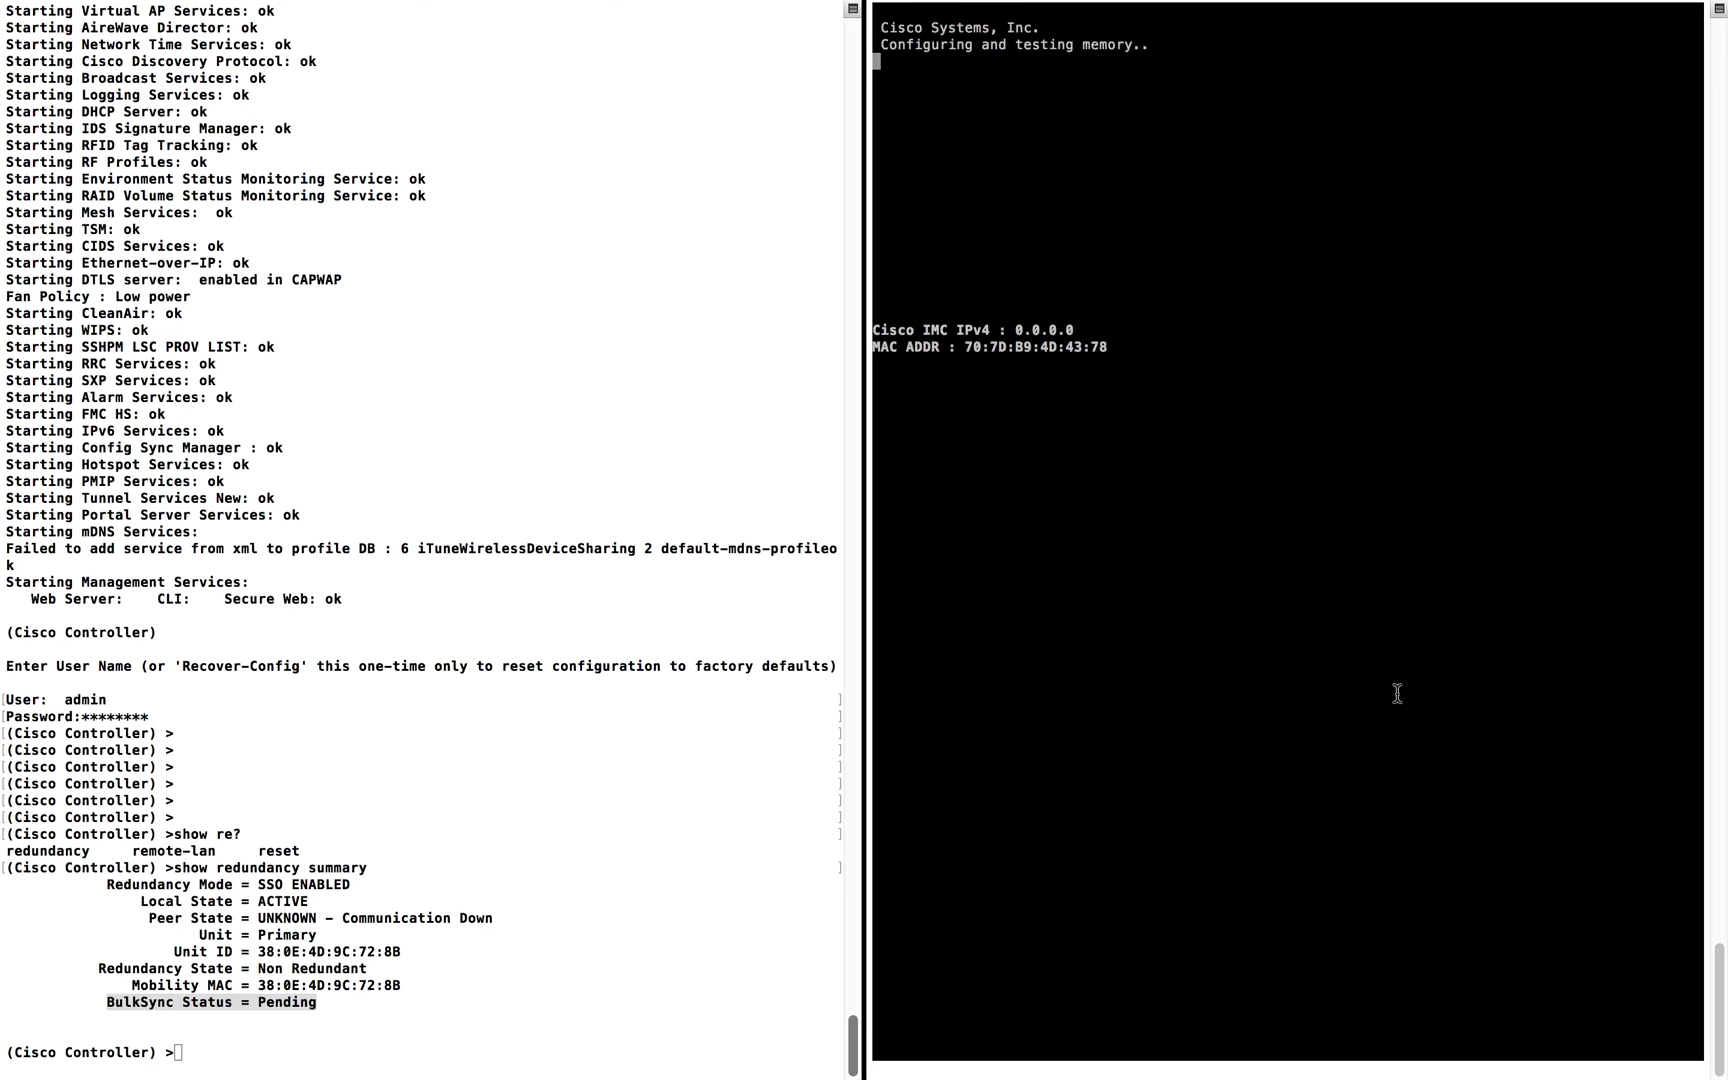 Starting Virtual AP Services: ok
Starting AireWave Director: ok
Starting Network Time Services: ok
Starting Cisco Discovery Protocol: ok
Starting Broadcast Services: ok
Starting Logging Services: ok
Starting DHCP Server: ok
Starting IDS Signature Manager: ok
Starting RFID Tag Tracking: ok
Starting RF Profiles: ok
Starting Environment Status Monitoring Service: ok
Starting RAID Volume Status Monitoring Service: ok
Starting Mesh Services:  ok
Starting TSM: ok
Starting CIDS Services: ok
Starting Ethernet-over-IP: ok
Starting DTLS server:  enabled in CAPWAP
Fan Policy : Low power
Starting CleanAir: ok
Starting WIPS: ok
Starting SSHPM LSC PROV LIST: ok
Starting RRC Services: ok
Starting SXP Services: ok
Starting Alarm Services: ok
Starting FMC HS: ok
Starting IPv6 Services: ok
Starting Config Sync Manager : ok
Starting Hotspot Services: ok
Starting PMIP Services: ok
Starting Tunnel Services New: ok
Starting Portal Server Services: ok
Starting mDNS Services:
Failed to add service from xml to profile DB : 6 iTuneWirelessDeviceSharing 2 default-mdns-profileo
k
Starting Management Services:
   Web Server:    CLI:    Secure Web: ok
(Cisco Controller)
Enter User Name (or 'Recover-Config' this one-time only to reset configuration to factory defaults)
[User:  admin ]
[Password:******** ]
[(Cisco Controller) > ]
[(Cisco Controller) > ]
[(Cisco Controller) > ]
[(Cisco Controller) > ]
[(Cisco Controller) > ]
[(Cisco Controller) > ]
[(Cisco Controller) >show re? ]
redundancy     remote-lan     reset
[(Cisco Controller) >show redundancy summary ]
Redundancy Mode = SSO ENABLED
Local State = ACTIVE
Peer State = UNKNOWN - Communication Down
Unit = Primary
Unit ID = 38:0E:4D:9C:72:8B
Redundancy State = Non Redundant
Mobility MAC = 38:0E:4D:9C:72:8B
BulkSync Status = Pending
(Cisco Controller) >
Cisco Systems, Inc.
Configuring and testing memory..
Cisco IMC IPv4 : 0.0.0.0
MAC ADDR : 70:7D:B9:4D:43:78